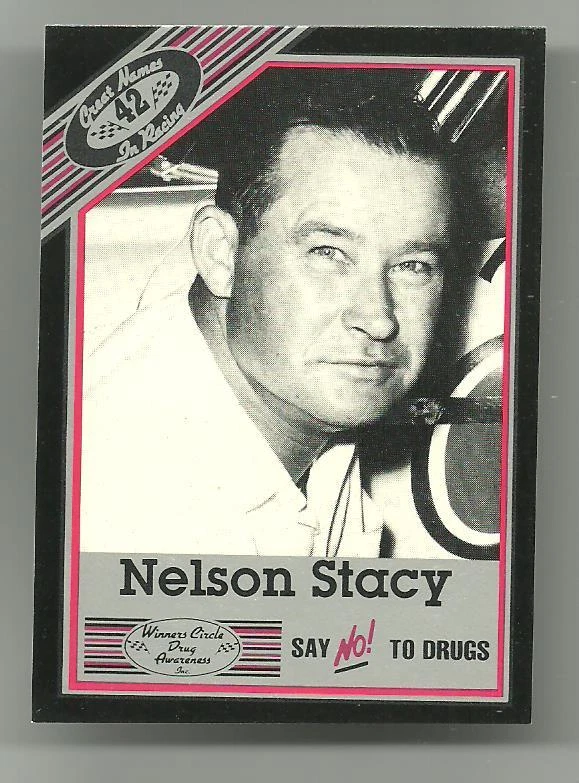 Great Names
42
In Racing
Nelson Stacy
Winners Circle
Drug
Awareness
Inc.
SAY NO! TO DRUGS